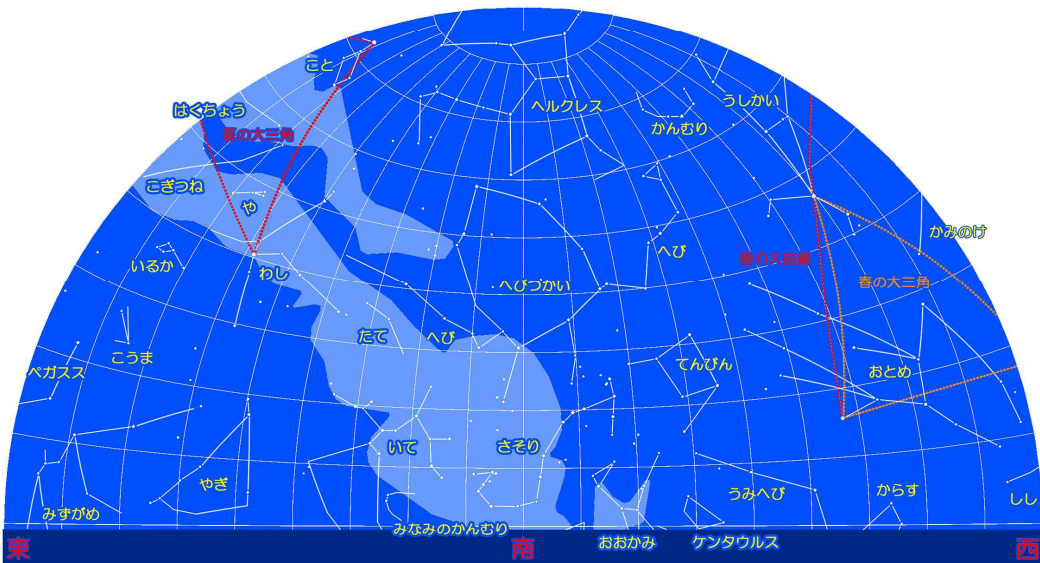 こと
はくちょう
夏の大三角
ヘルクレス
かんむり
うしかい
こぎつね
や
いるか
わし
へび
かみのけ
春の大曲線
春の大三角
へびつかい
たて
へび
こうま
ペガスス
てんびん
おとめ
いて
さそり
やぎ
みずがめ
うみへび
からす
しし
みなみのかんむり
おおかみ
ケンタウルス
東
南
西